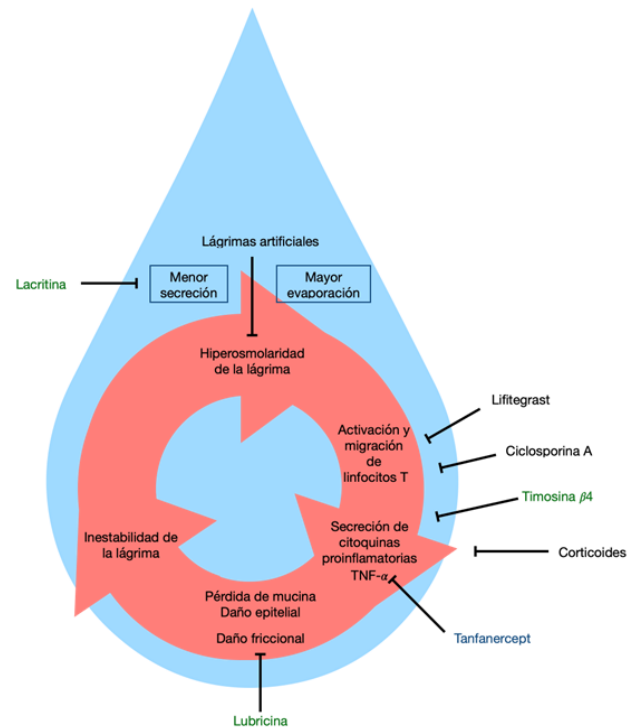 Lágrimas artificiales
Lacritina
Menor
secreción
Mayor
evaporación
Hiperosmolaridad
de la lágrima
Lifitegrast
Activación y
migración
de
linfocitos T
Ciclosporina A
Timosina β4
Secreción de
citoquinas
proinflamatorias
TNF-α
Corticoides
Inestabilidad de
la lágrima
Pérdida de mucina
Daño epitelial
Daño friccional
Tanfanercept
Lubricina